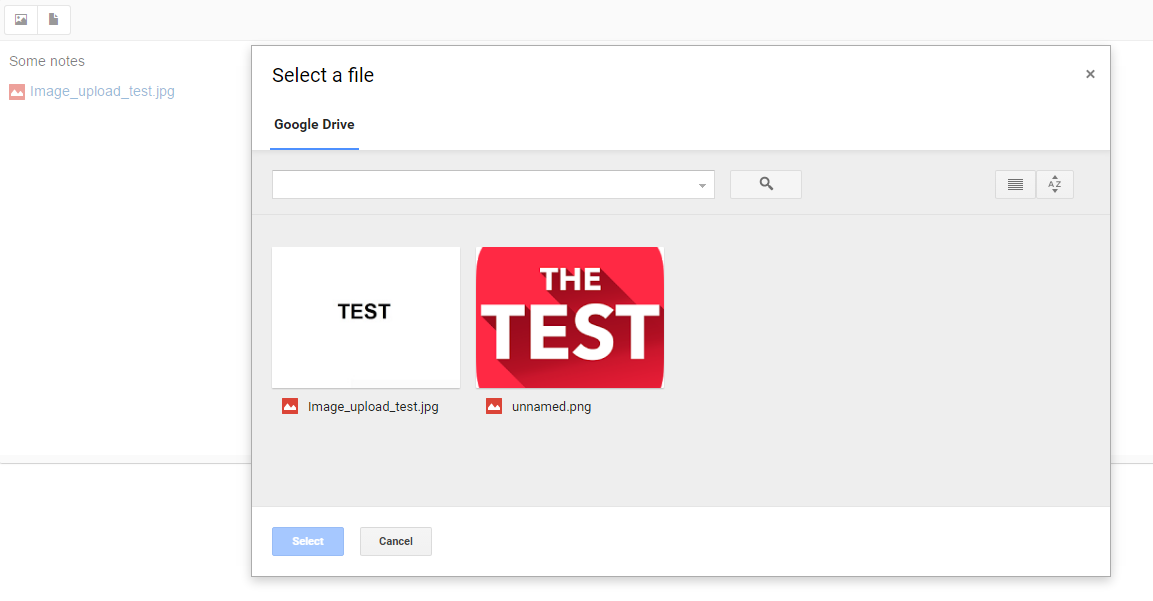 Some notes
Image_upload_test.jpg
Select a file
×
Google Drive
A Z
TEST
THE
TEST
Image_upload_test.jpg
unnamed.png
Select
Cancel